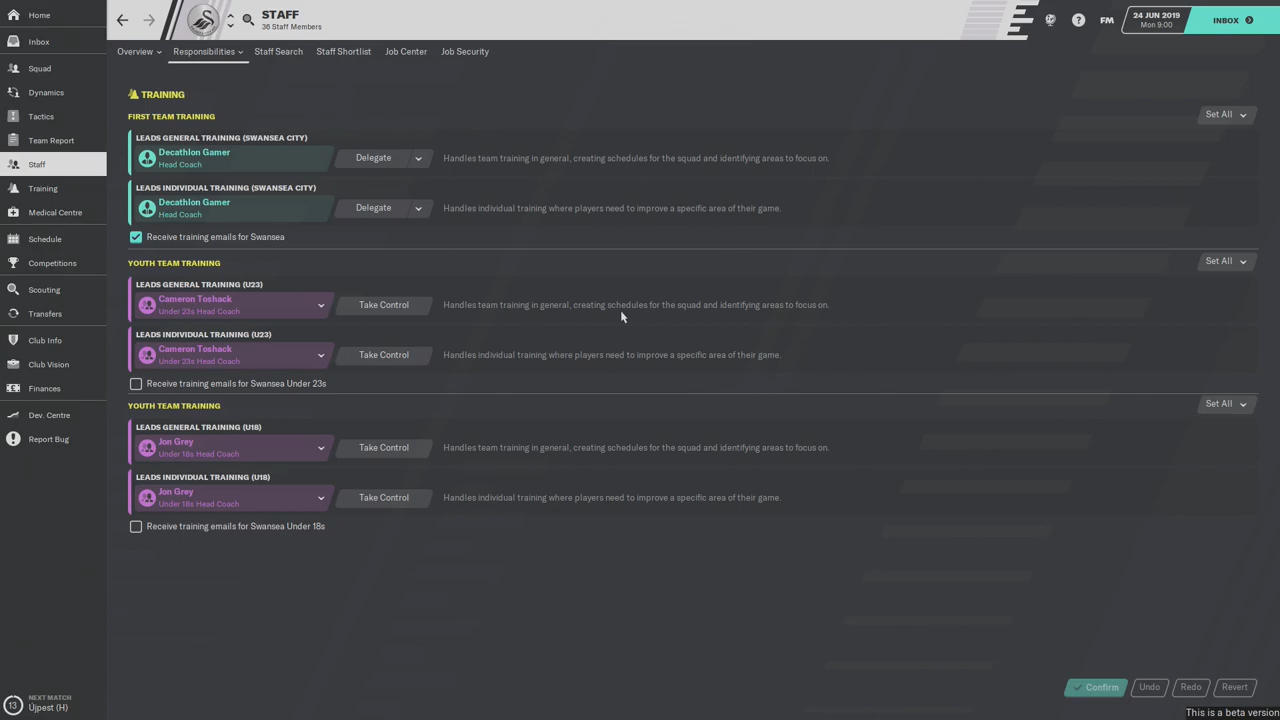 Home
Inbox
Squad
Dynamics
Tactics
Team Report
Staff
Training
Medical Centre
Schedule
Competitions
Scouting
Transfers
Club Info
Club Vision
Finances
Dev. Centre
Report Bug
13
NEXT MATCH
Újpest (H)
STAFF
36 Staff Members
FM
24 JUN 2019
Mon 9:00
INBOX
Overview
Responsibilities
Staff Search
Staff Shortlist
Job Center
Job Security
TRAINING
FIRST TEAM TRAINING
Set All
LEADS GENERAL TRAINING (SWANSEA CITY)
Decathlon Gamer
Head Coach
Delegate
Handles team training in general, creating schedules for the squad and identifying areas to focus on.
LEADS INDIVIDUAL TRAINING (SWANSEA CITY)
Decathlon Gamer
Head Coach
Delegate
Handles individual training where players need to improve a specific area of their game.
Receive training emails for Swansea
YOUTH TEAM TRAINING
Set All
LEADS GENERAL TRAINING (U23)
Cameron Toshack
Under 23s Head Coach
Take Control
Handles team training in general, creating schedules for the squad and identifying areas to focus on.
LEADS INDIVIDUAL TRAINING (U23)
Cameron Toshack
Under 23s Head Coach
Take Control
Handles individual training where players need to improve a specific area of their game.
Receive training emails for Swansea Under 23s
YOUTH TEAM TRAINING
Set All
LEADS GENERAL TRAINING (U18)
Jon Grey
Under 18s Head Coach
Take Control
Handles team training in general, creating schedules for the squad and identifying areas to focus on.
LEADS INDIVIDUAL TRAINING (U18)
Jon Grey
Under 18s Head Coach
Take Control
Handles individual training where players need to improve a specific area of their game.
Receive training emails for Swansea Under 18s
Confirm
Undo
Redo
Revert
This is a beta version